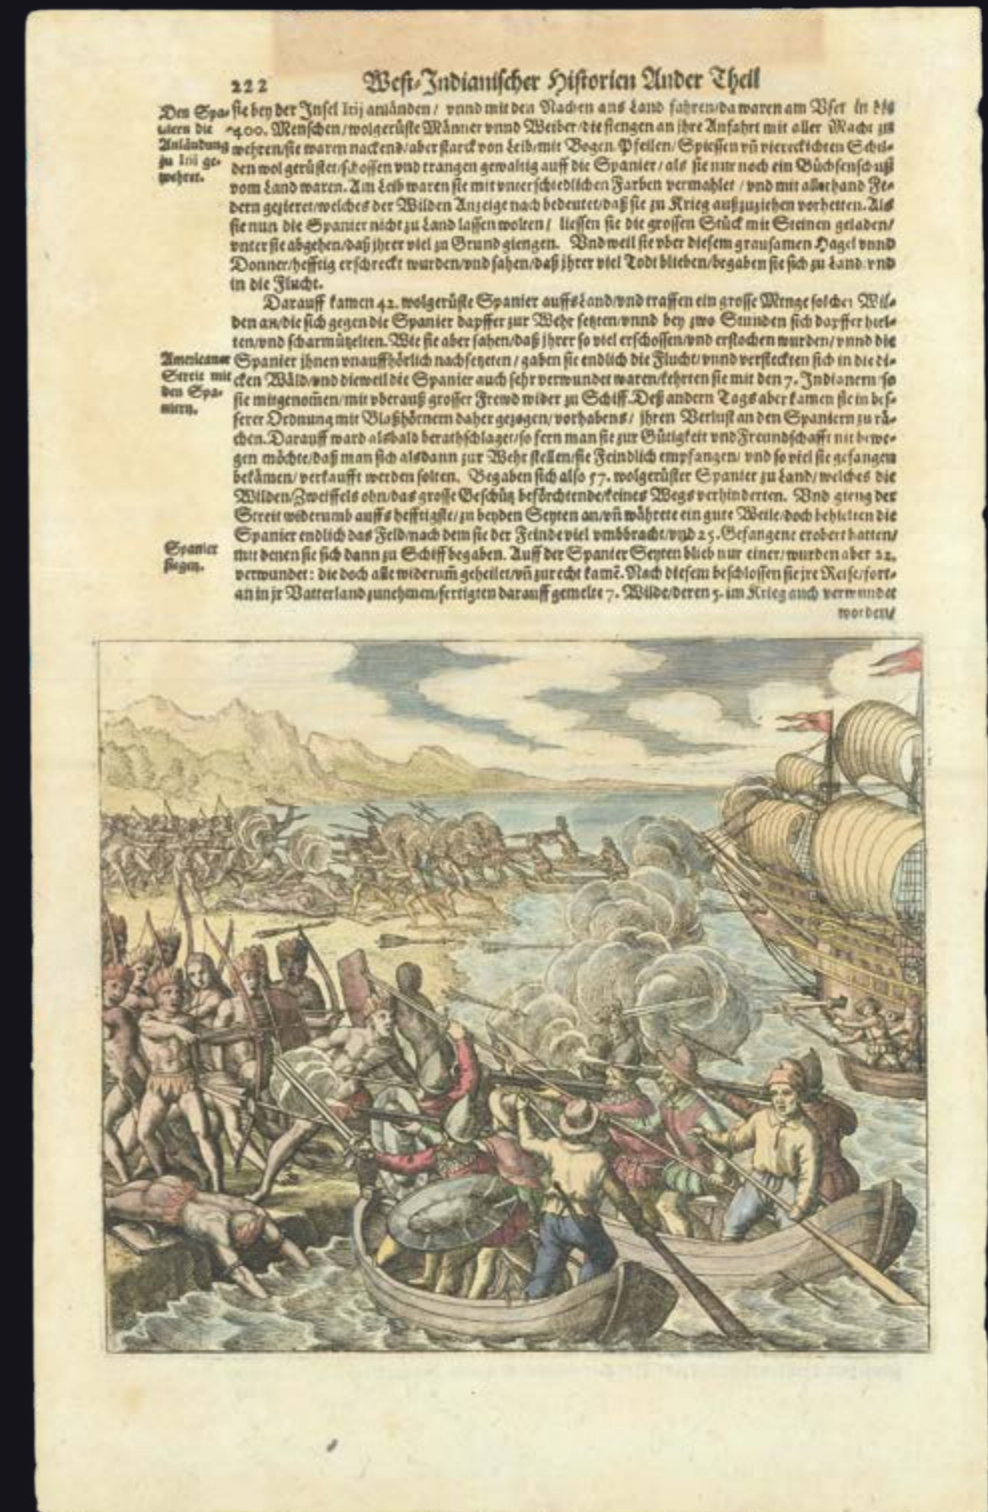 222 West-Indianischer Historien Ander Theil
Den Spa-
niern die
Anländung
zu Irij ge-
wehrt.
sie bey der Insel Irij anländen / vnnd mit den Nachen ans Land fahren/da waren am Vfer in die
400. Menschen/wolgerüste Männer vnnd Weiber/die fiengen an ihre Anfahrt mit aller Macht zu
wehren/sie waren nackend/aber starck von Leib/mit Bogen/Pfeilen/Spiessen vñ viereckichten Schil-
den wol gerüstet/schossen vnd trangen gewaltig auff die Spanier/als sie nur noch ein Büchsenschuß
vom Land waren. Am Leib waren sie mit vnterschiedlichen Farben vermahlet / vnd mit allerhand Fe-
dern gezieret/welches der Wilden Anzeige nach bedeutet/daß sie zu Krieg außzuziehen vorhetten. Als
sie nun die Spanier nicht zu Land lassen wolten / liessen sie die grossen Stück mit Steinen geladen/
vnter sie abgehen/daß jhrer viel zu Grund giengen. Vnd weil sie vber diesem grausamen Hagel vnnd
Donner/hefftig erschreckt wurden/vnd sahen/daß jhrer viel Todt blieben/begaben sie sich zu Land/vnd
in die Flucht.
Darauff kamen 42. wolgerüste Spanier auffs Land/vnd traffen ein grosse Menge solcher Wil-
den an/die sich gegen die Spanier dapffer zur Wehr setzten/vnnd bey zwo Stunden sich dapffer hiel-
ten/vnd scharmützelten. Wie sie aber sahen/daß jhrer so viel erschossen/vnd erstochen wurden/vnnd die
Americaner
Streit mit
den Spa-
niern.
Spanier ihnen vnauffhörlich nachsetzeten / gaben sie endlich die Flucht/vnnd versteckten sich in die di-
cken Wäld/vnd dieweil die Spanier auch sehr verwundet waren/kehrten sie mit den 7. Indianern/so
sie mitgenom̃en/mit vberauß grosser Frewd wider zu Schiff. Deß andern Tags aber kamen sie in bes-
serer Ordnung mit Blaßhörnern daher gezogen/vorhabens / jhren Verlust an den Spaniern zu rä-
chen. Darauff ward alsbald berathschlaget/so fern man sie zur Gütigkeit vnd Freundschafft nit bewe-
gen möchte/daß man sich alsdann zur Wehr stellen/sie Feindlich empfangen/ vnd so viel sie gefangen
bekämen/verkaufft werden solten. Begaben sich also 57. wolgerüster Spanier zu Land/welches die
Wilden/Zweiffels ohn/das grosse Geschütz beförchtende/keines Wegs verhinderten. Vnd gieng der
Streit widerumb auffs hefftigste/zu beyden Seyten an/vñ währete ein gute Weile/doch behielten die
Spanier endlich das Feld/nach dem sie der Feinde viel vmbbracht/vnd 25. Gefangene erobert hatten/
Spanier
siegen.
mit denen sie sich dann zu Schiff begaben. Auff der Spanier Seyten blieb nur einer/wurden aber 22.
verwundet: die doch alle widerum̃ geheilet/vñ zu recht kamẽ. Nach diesem beschlossen sie jre Reise/fort-
an in jr Vatterland zunehmen/fertigten darauff gemelte 7. Wilde/deren 5. im Krieg auch verwundet
worden/